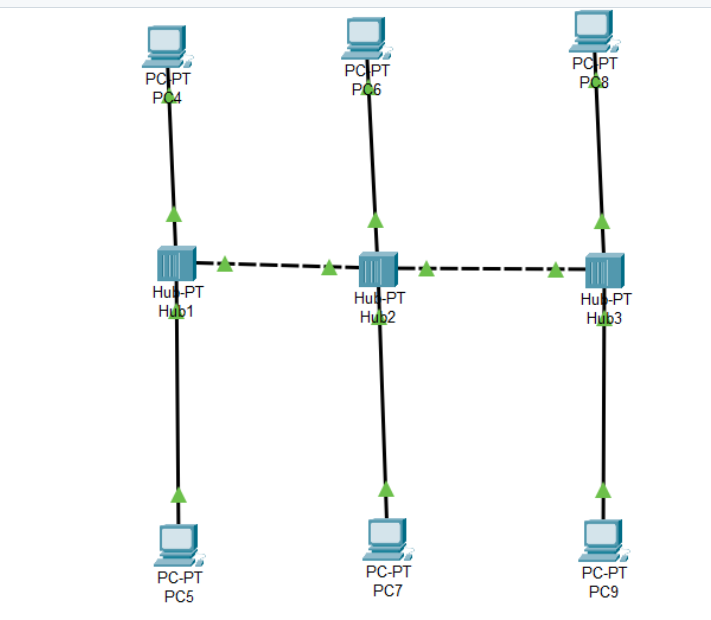 PC-PT
PC4
PC-PT
PC6
PC-PT
PC8
Hub-PT
Hub1
Hub-PT
Hub2
Hub-PT
Hub3
PC-PT
PC5
PC-PT
PC7
PC-PT
PC9